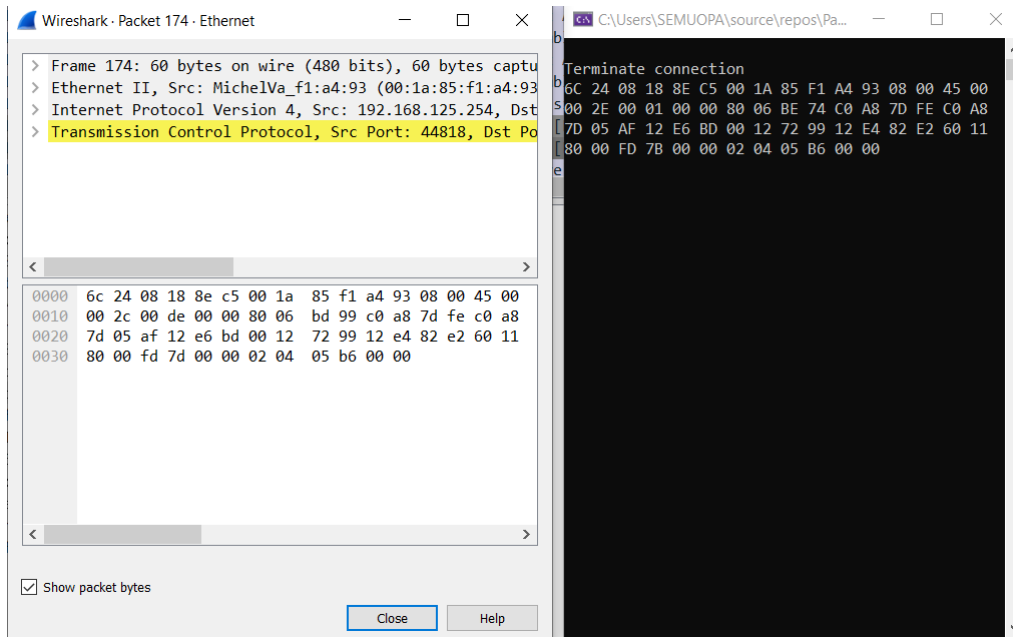 Wireshark · Packet 174 · Ethernet
Frame 174: 60 bytes on wire (480 bits), 60 bytes captu
Ethernet II, Src: MichelVa_f1:a4:93 (00:1a:85:f1:a4:93
Internet Protocol Version 4, Src: 192.168.125.254, Dst
Transmission Control Protocol, Src Port: 44818, Dst Po
0000 6c 24 08 18 8e c5 00 1a 85 f1 a4 93 08 00 45 00
0010 00 2c 00 de 00 00 80 06 bd 99 c0 a8 7d fe c0 a8
0020 7d 05 af 12 e6 bd 00 12 72 99 12 e4 82 e2 60 11
0030 80 00 fd 7d 00 00 02 04 05 b6 00 00
Show packet bytes
Close
Help
b
b
s
[
[
e
C:\Users\SEMUOPA\source\repos\Pa...
Terminate connection
6C 24 08 18 8E C5 00 1A 85 F1 A4 93 08 00 45 00
00 2E 00 01 00 00 80 06 BE 74 C0 A8 7D FE C0 A8
7D 05 AF 12 E6 BD 00 12 72 99 12 E4 82 E2 60 11
80 00 FD 7B 00 00 02 04 05 B6 00 00